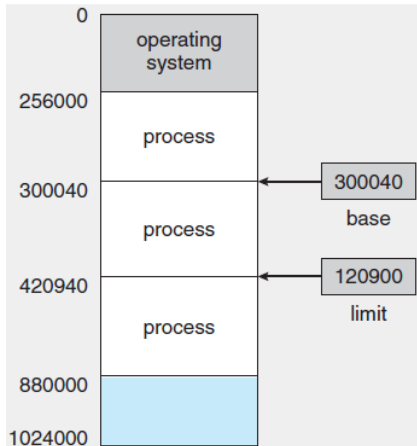 0
operating
system
256000
process
300040
300040
base
process
420940
120900
limit
process
880000
1024000